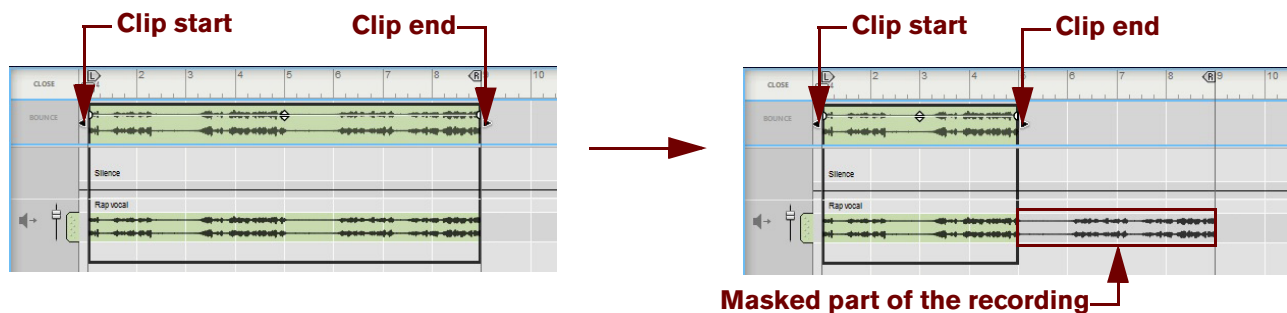 Clip start Clip end
CLOSE L 2 3 4 5 6 7 8 R 9 10
BOUNCE
Silence
Rap vocal
Clip start Clip end
CLOSE L 2 3 4 5 6 7 8 R 9 10
BOUNCE
Silence
Rap vocal
Masked part of the recording